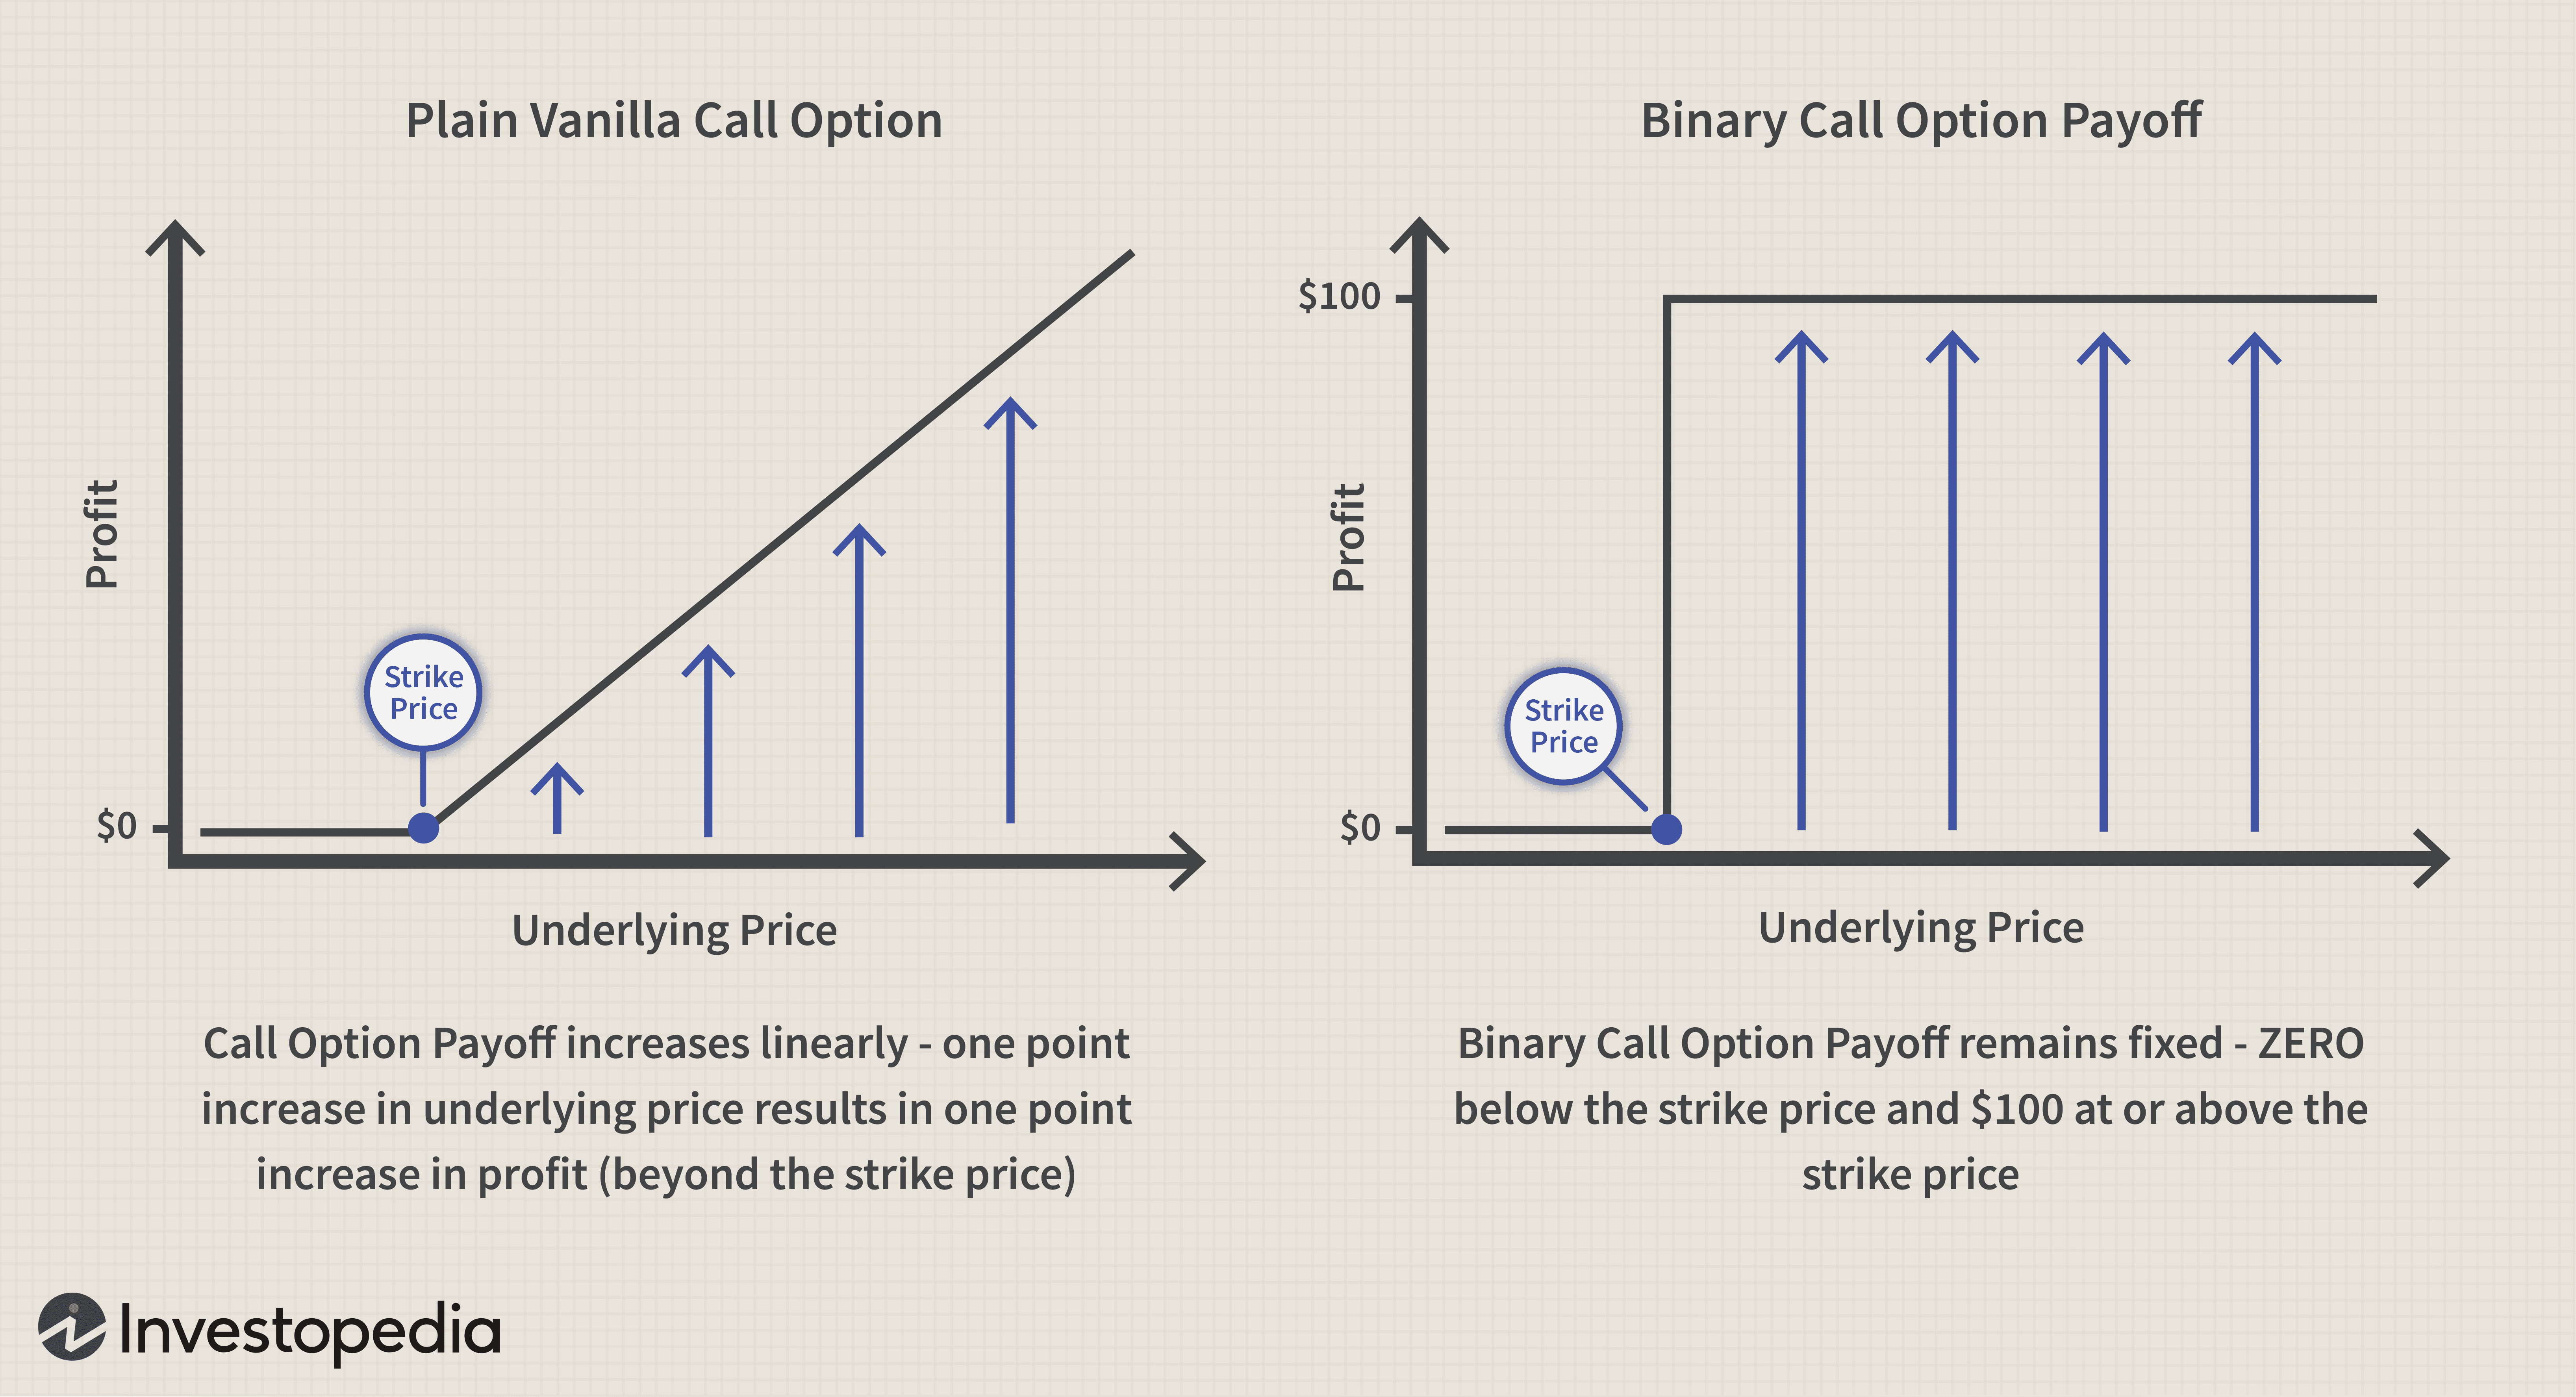 Plain Vanilla Call Option
Profit
$0
Strike
Price
Underlying Price
Call Option Payoff increases linearly - one point
increase in underlying price results in one point
increase in profit (beyond the strike price)
Binary Call Option Payoff
$100
Profit
$0
Strike
Price
Underlying Price
Binary Call Option Payoff remains fixed - ZERO
below the strike price and $100 at or above the
strike price
Investopedia